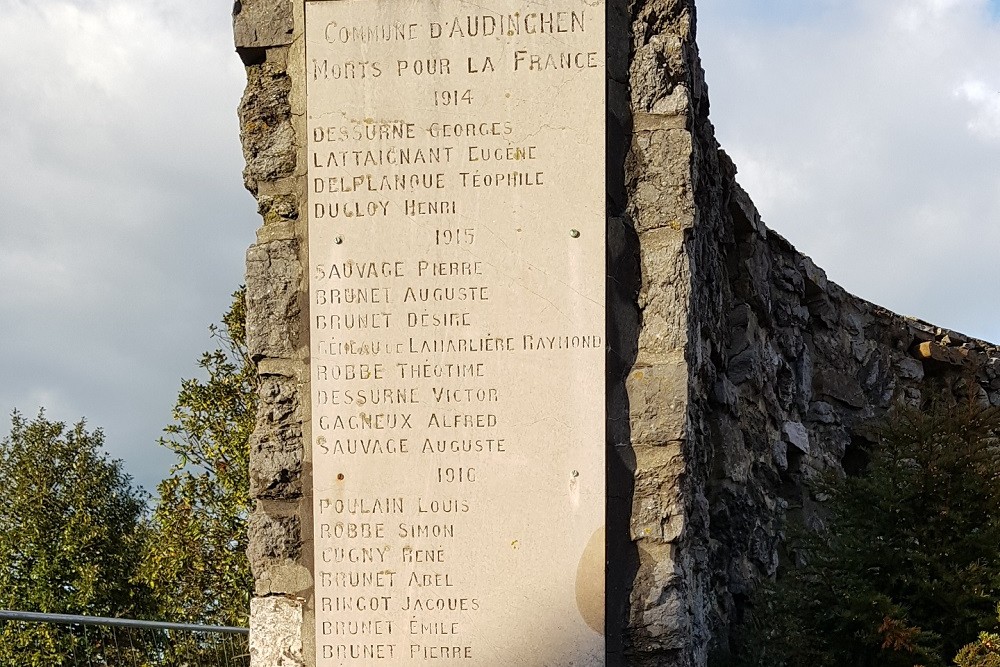 COMMUNE D'AUDINGHEN
MORTS POUR LA FRANCE
1914
DESSURNE GEORGES
LATTAIGNANT EUGÈNE
DELPLANQUE TÉOPHILE
DUCLOY HENRI
1915
SAUVAGE PIERRE
BRUNET AUGUSTE
BRUNET DÉSIRÉ
GÉNEAU DE LAMARLIÈRE RAYMOND
ROBBE THÉOTIME
DESSURNE VICTOR
GAGNEUX ALFRED
SAUVAGE AUGUSTE
1916
POULAIN LOUIS
ROBBE SIMON
CUGNY RENÉ
BRUNET ABEL
RINGOT JACQUES
BRUNET ÉMILE
BRUNET PIERRE